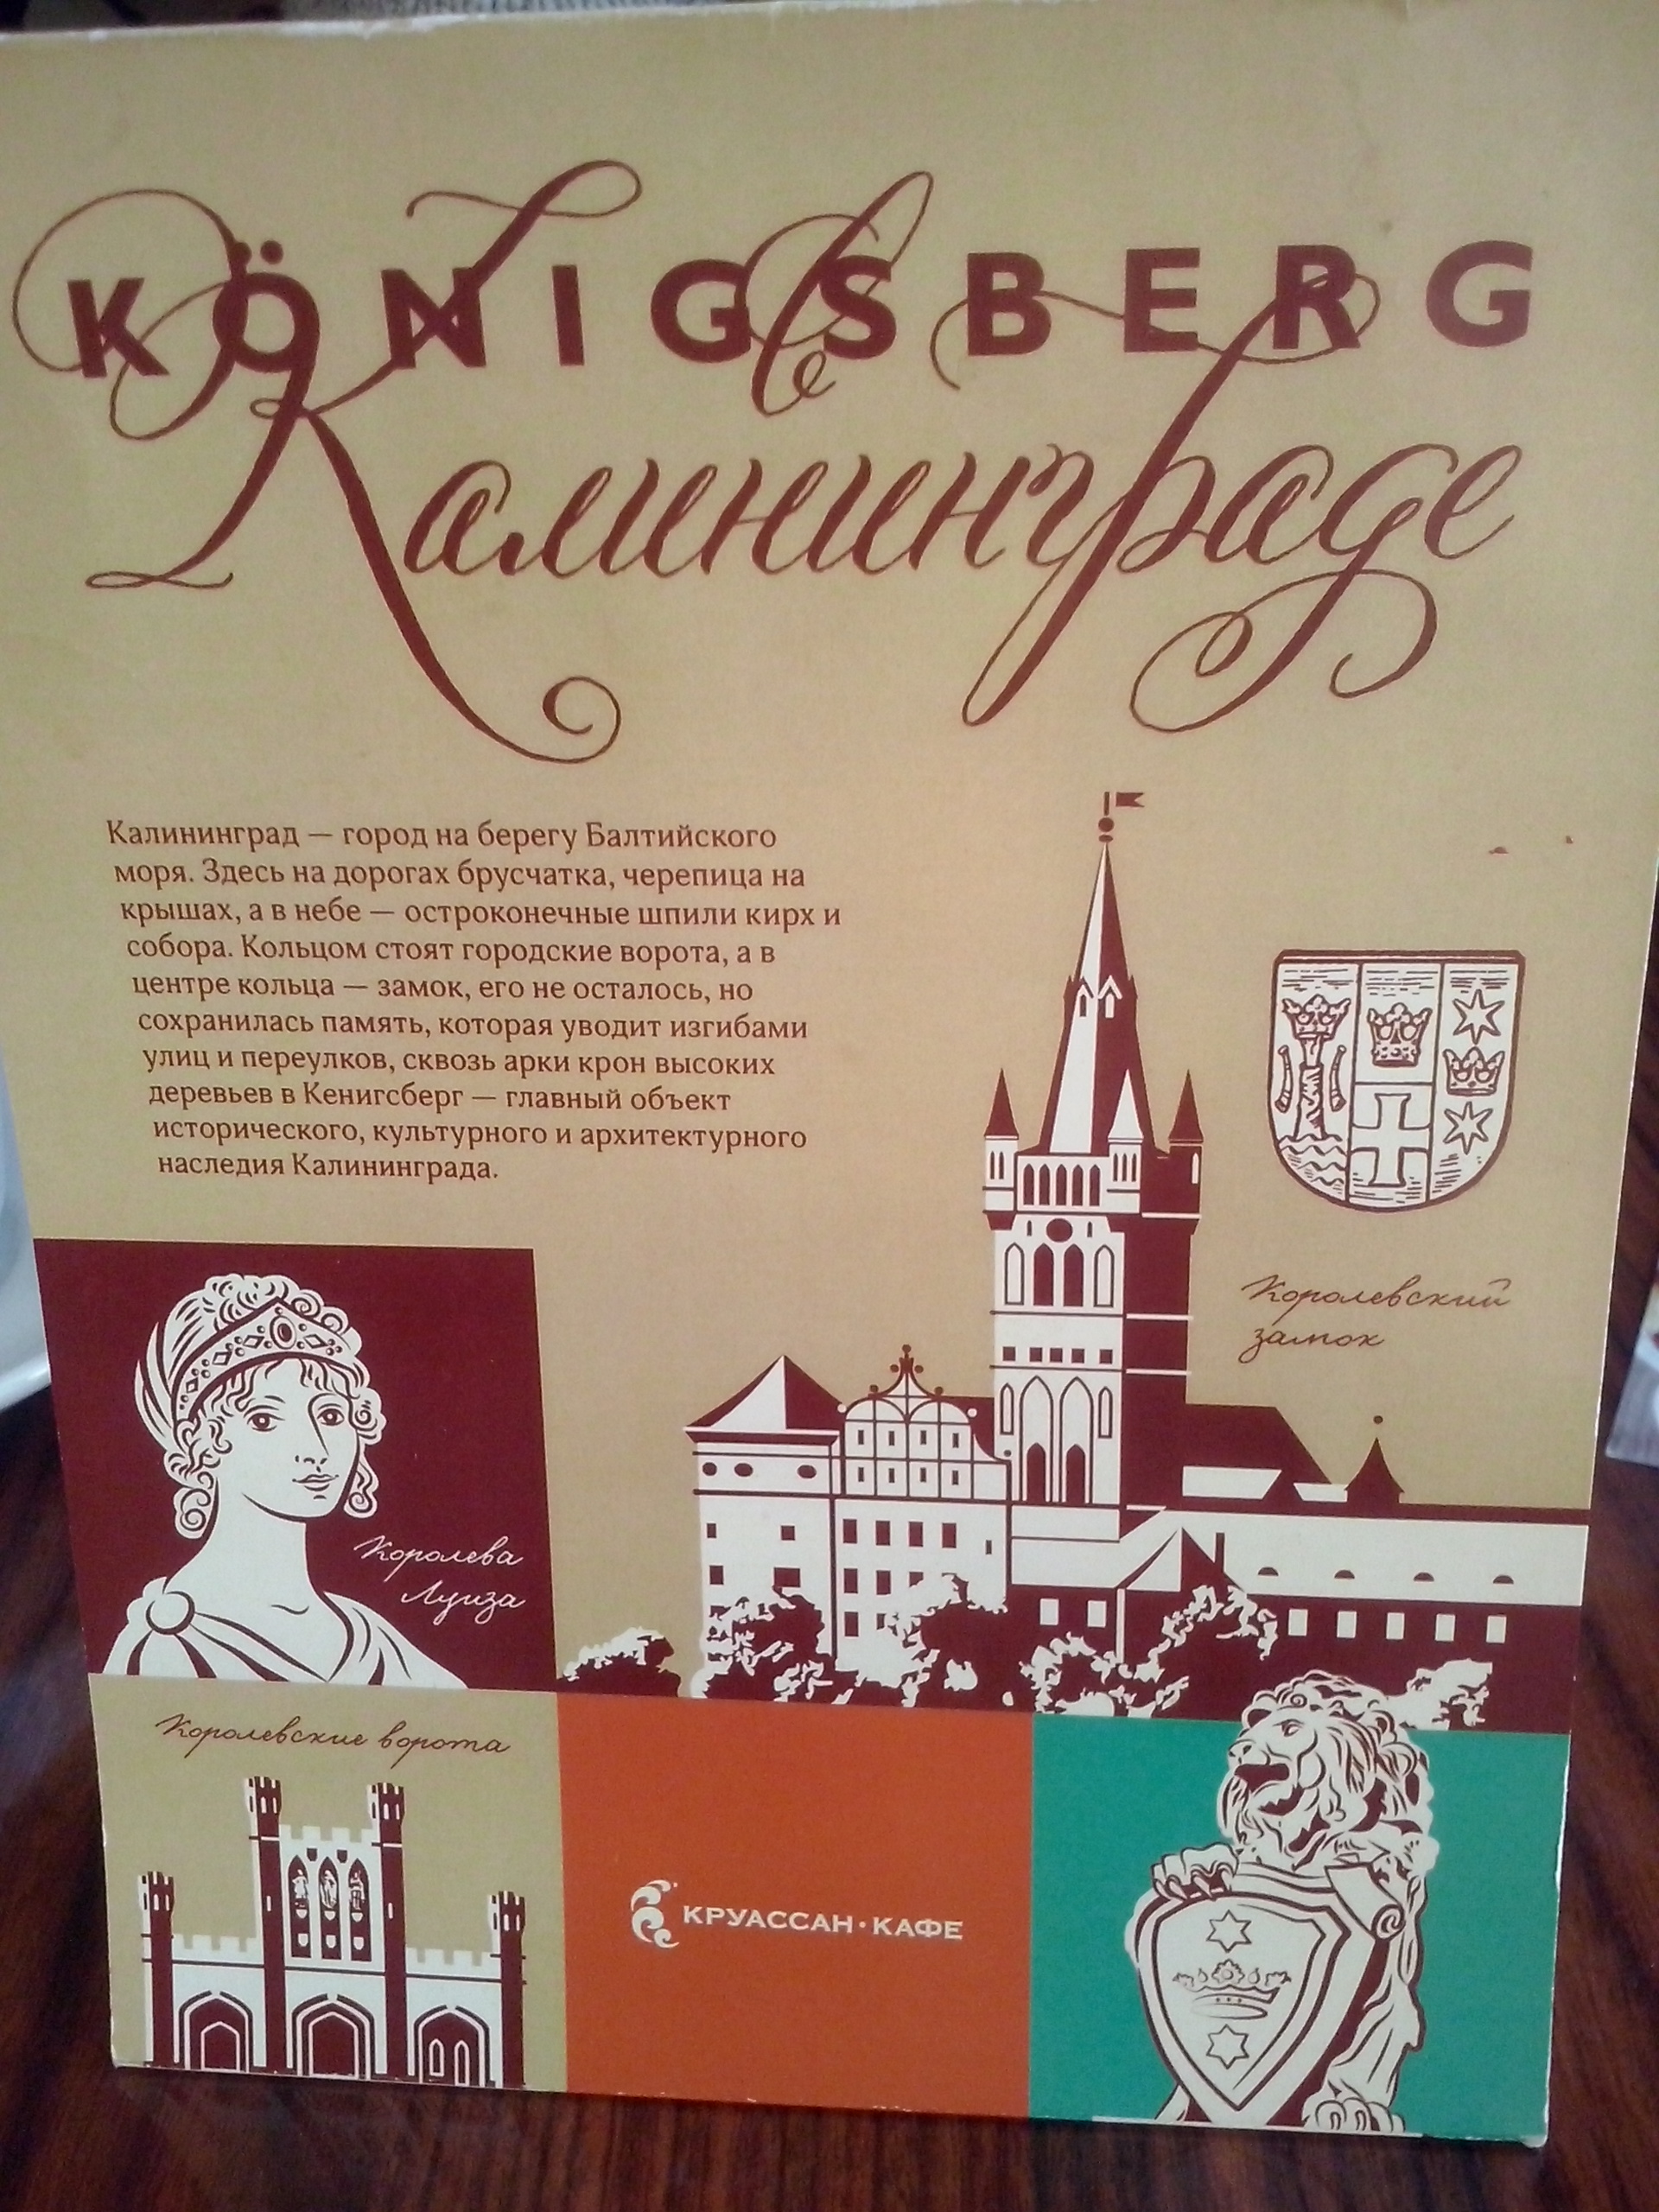 KÖNIGSBERG
в
Калининграде
Калининград — город на берегу Балтийского
моря. Здесь на дорогах брусчатка, черепица на
крышах, а в небе — остроконечные шпили кирх и
собора. Кольцом стоят городские ворота, а в
центре кольца — замок, его не осталось, но
сохранилась память, которая уводит изгибами
улиц и переулков, сквозь арки крон высоких
деревьев в Кенигсберг — главный объект
исторического, культурного и архитектурного
наследия Калининграда.
Королевский
замок
Королева
Луиза
Королевские ворота
КРУАССАН·КАФЕ